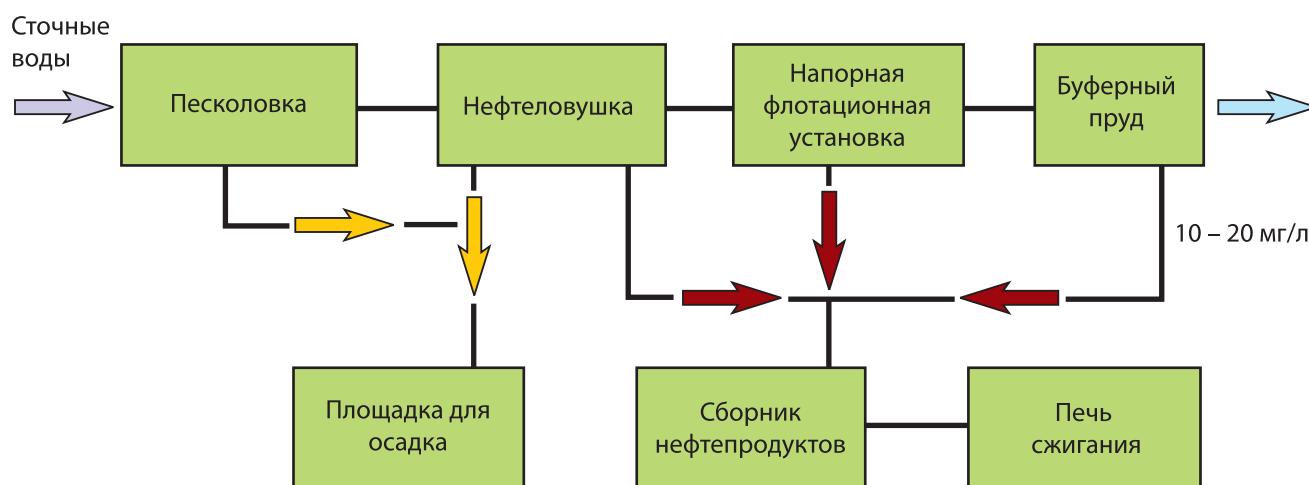 Сточные
воды
Песколовка
Нефтеловушка
Напорная
флотационная
установка
Буферный
пруд
10 – 20 мг/л
Площадка для
осадка
Сборник
нефтепродуктов
Печь
сжигания